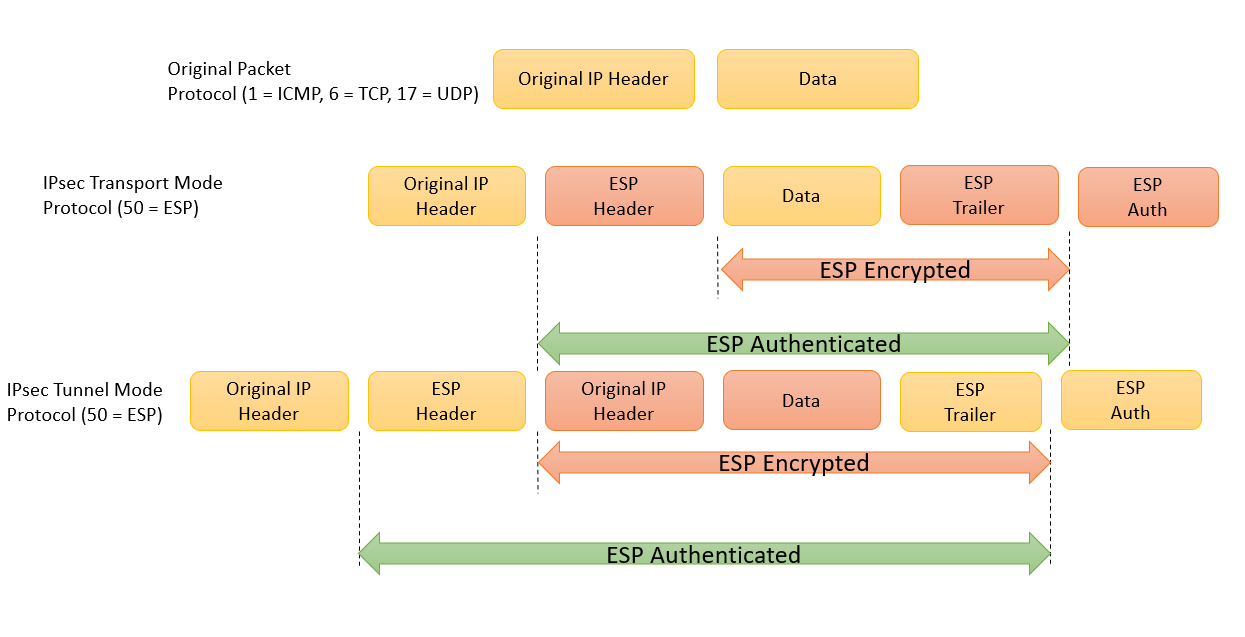 Original Packet
Protocol (1 = ICMP, 6 = TCP, 17 = UDP)
Original IP Header
Data
IPsec Transport Mode
Protocol (50 = ESP)
Original IP
Header
ESP
Header
Data
ESP
Trailer
ESP
Auth
ESP Encrypted
ESP Authenticated
IPsec Tunnel Mode
Protocol (50 = ESP)
Original IP
Header
ESP
Header
Original IP
Header
Data
ESP
Trailer
ESP
Auth
ESP Encrypted
ESP Authenticated